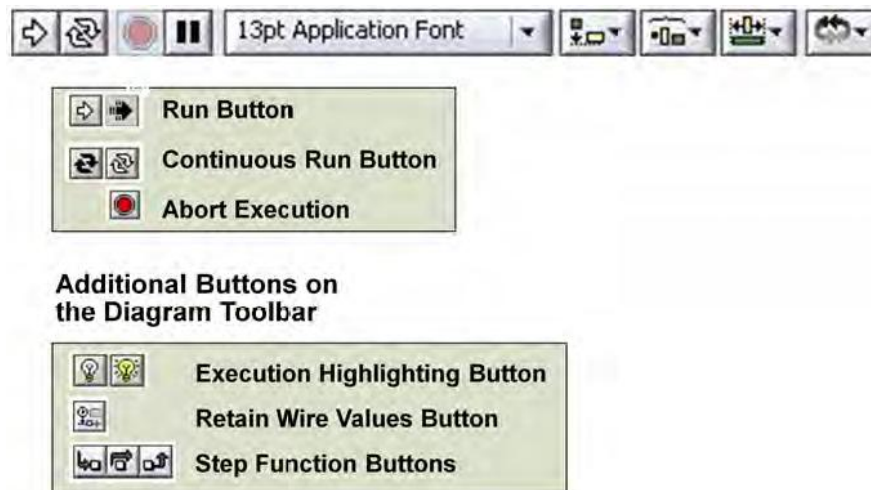 13pt Application Font
Run Button
Continuous Run Button
Abort Execution
Additional Buttons on
the Diagram Toolbar
Execution Highlighting Button
Retain Wire Values Button
Step Function Buttons